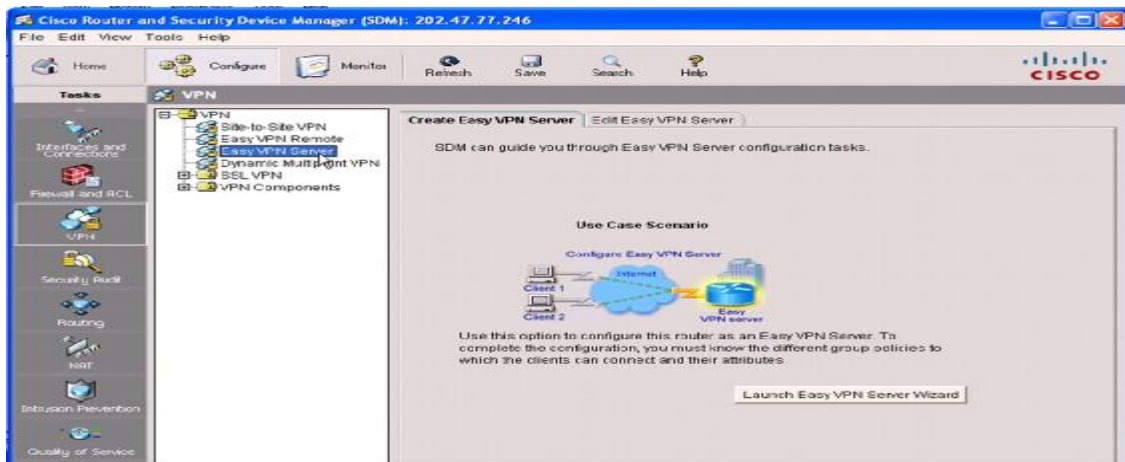 Cisco Router and Security Device Manager (SDM): 202.47.77.246
File Edit View Tools Help
Home Configure Monitor Refresh Save Search Help
CISCO
Tasks
VPN
Interfaces and Connections
Firewall and ACL
VPN
Security Audit
Routing
NAT
Intrusion Prevention
Quality of Service
VPN
Site-to-Site VPN
Easy VPN Remote
Easy VPN Server
Dynamic Multipoint VPN
SSL VPN
VPN Components
Create Easy VPN Server Edit Easy VPN Server
SDM can guide you through Easy VPN Server configuration tasks.
Use Case Scenario
Configure Easy VPN Server
Internet
Client 1
Client 2
Easy
VPN server
Use this option to configure this router as an Easy VPN Server. To
complete the configuration, you must know the different group policies to
which the clients can connect and their attributes
Launch Easy VPN Server Wizard